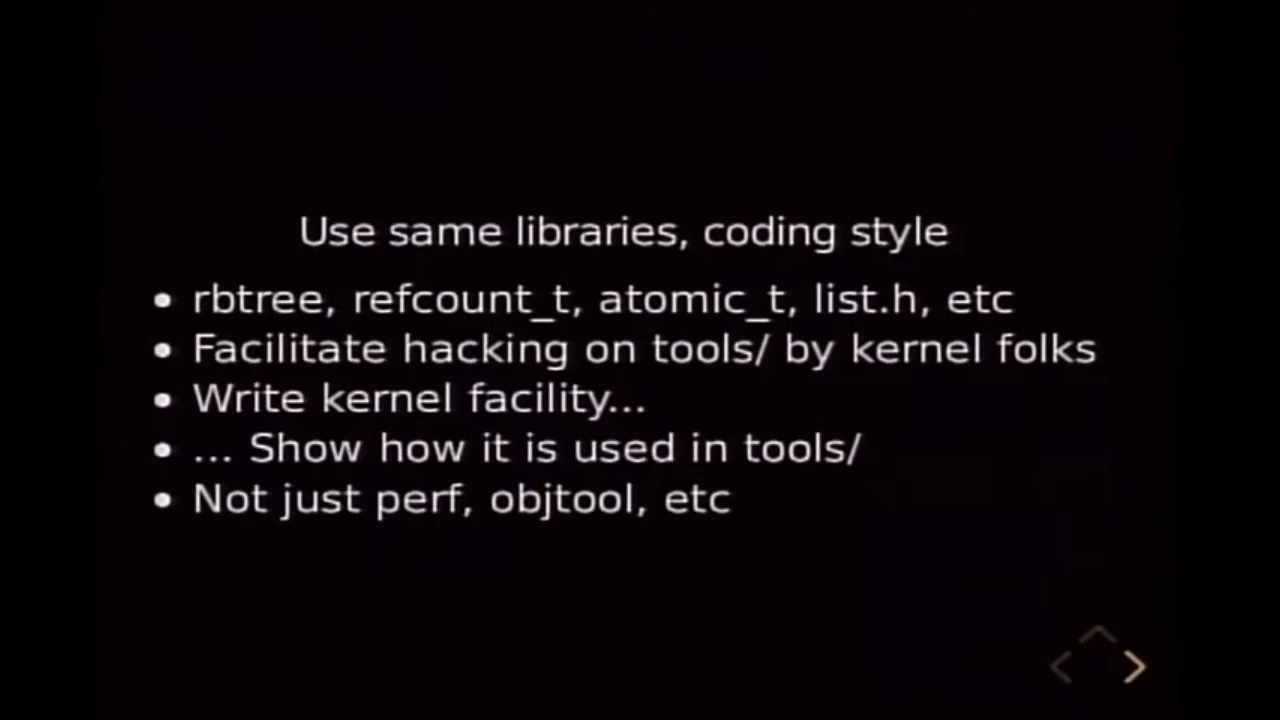 Use same libraries, coding style
• rbtree, refcount_t, atomic_t, list.h, etc
• Facilitate hacking on tools/ by kernel folks
• Write kernel facility...
• ... Show how it is used in tools/
• Not just perf, objtool, etc